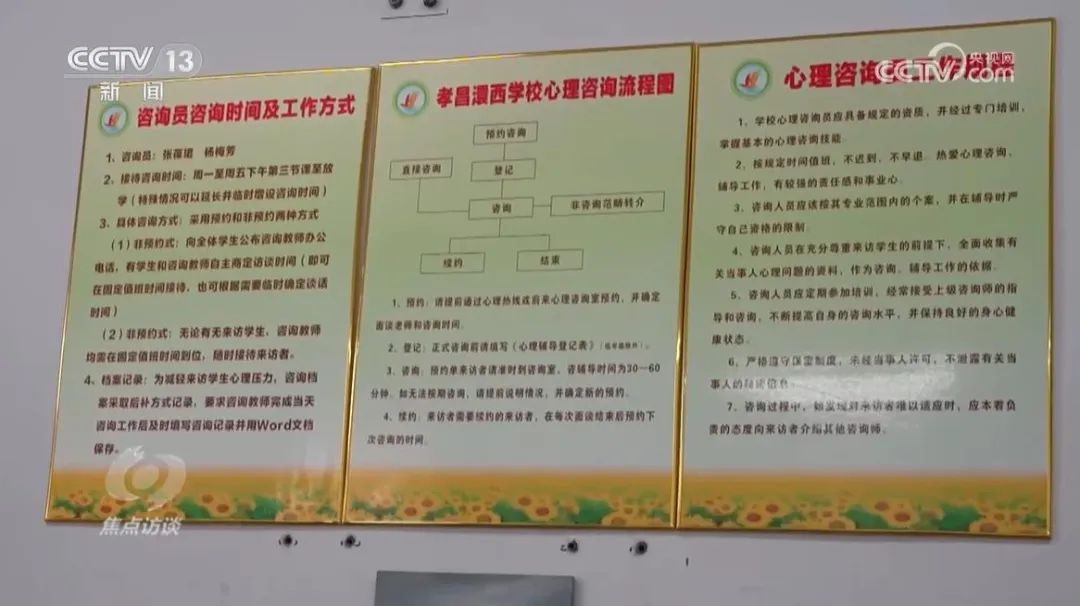 CCTV 13
新闻
央视网
CCTV.com
咨询员咨询时间及工作方式
1、咨询员：张葆珺 杨梅芳
2、接待咨询时间：周一至周五下午第三节课至放
学（特殊情况可以延长并临时增设咨询时间）
3、具体咨询方式：采用预约和非预约两种方式
（1）非预约式：向全体学生公布咨询教师办公
电话，有学生和咨询教师自主商定访谈时间（即可
在固定值班时间接待，也可根据需要临时确定谈话
时间）
（2）非预约式：无论有无来访学生，咨询教师
均需在固定值班时间到位，随时接待来访者。
4、档案记录：为减轻来访学生心理压力，咨询档
案采取后补方式记录，要求咨询教师完成当天
咨询工作后及时填写咨询记录并用Word文档
保存。
孝昌澴西学校心理咨询流程图
预约咨询
直接咨询
登记
咨询
非咨询范畴转介
续约
结束
1、预约：请提前通过心理热线或前来心理咨询室预约，并确定
面谈老师和咨询时间。
2、登记：正式咨询前请填写《心理辅导登记表》
3、咨询：预约单来访者请准时到咨询室，咨辅导时间为30—60
分钟。如无法按期咨询，请提前说明情况，并确定新的预约。
4、续约：来访者需要续约的来访者，在每次面谈结束后预约下
次咨询的时间。
心理咨询
1、学校心理咨询员应具备规定的资质，并经过专门培训，
掌握基本的心理咨询技能。
2、按规定时间值班，不迟到、不早退。热爱心理咨询、
辅导工作，有较强的责任感和事业心。
3、咨询人员应该按其专业范围内的个案，并在辅导时严
守自己资格的限制。
4、咨询人员在充分尊重来访学生的前提下，全面收集有
关当事人心理问题的资料，作为咨询、辅导工作的依据。
5、咨询人员应定期参加培训，经常接受上级咨询师的指
导和咨询，不断提高自身的咨询水平，并保持良好的身心健
康状态。
6、严格遵守保密制度，未经当事人许可，不泄露有关当
事人的秘密信息。
7、咨询过程中，如发现对来访者难以适应时，应本着负
责的态度向来访者介绍其他咨询师。
焦点访谈